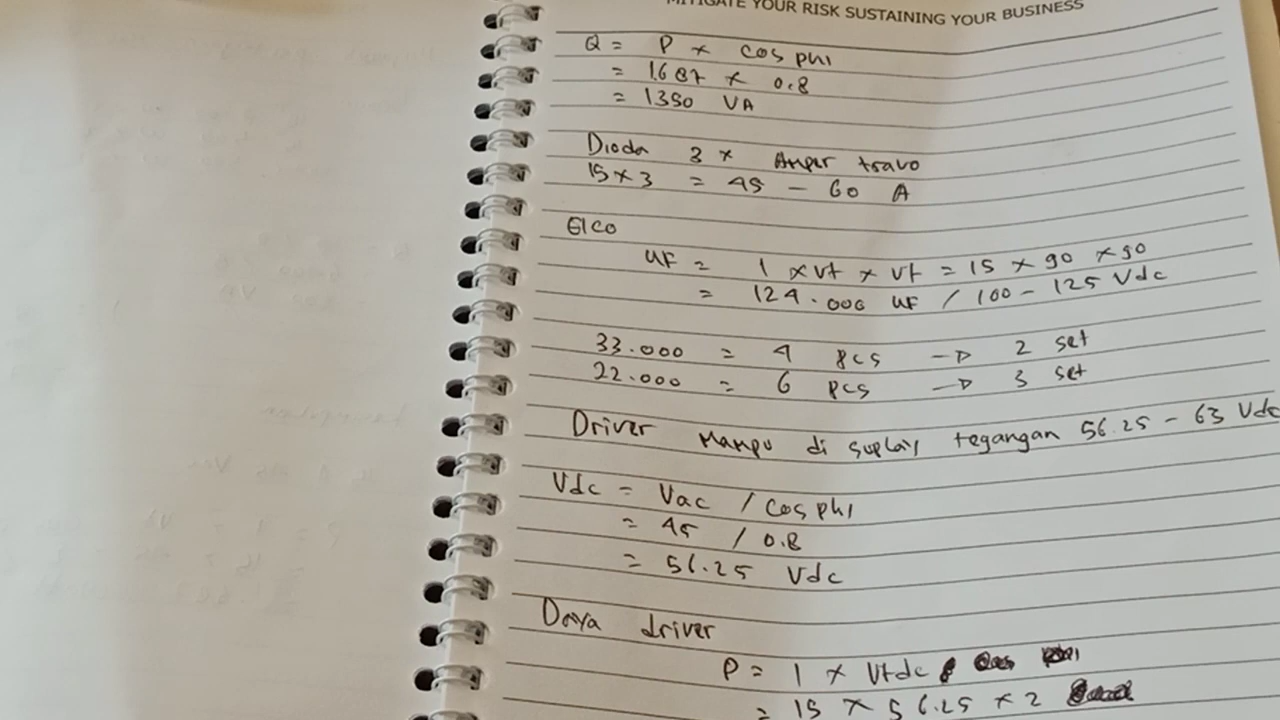 MITIGATE YOUR RISK SUSTAINING YOUR BUSINESS
Q = P x cos phi
= 1687 x 0.8
= 1350 VA
Dioda 3 x Amper travo
15 x 3 = 45 - 60 A
Elco
uF = 1 x Vt x Vt = 15 x 90 x 90
= 124.000 uF / 100 - 125 Vdc
33.000 = 4 pcs -> 2 set
22.000 = 6 pcs -> 3 set
Driver Mampu di suplay tegangan 56.25 - 63 Vdc
Vdc = Vac / cos phi
= 45 / 0.8
= 56.25 Vdc
Daya driver
P = 1 x Vtdc
= 15 x 56.25 x 2